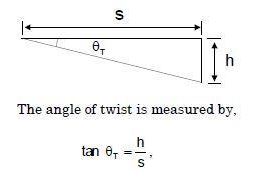 s
θT
h
The angle of twist is measured by,
tan θT = h/s,